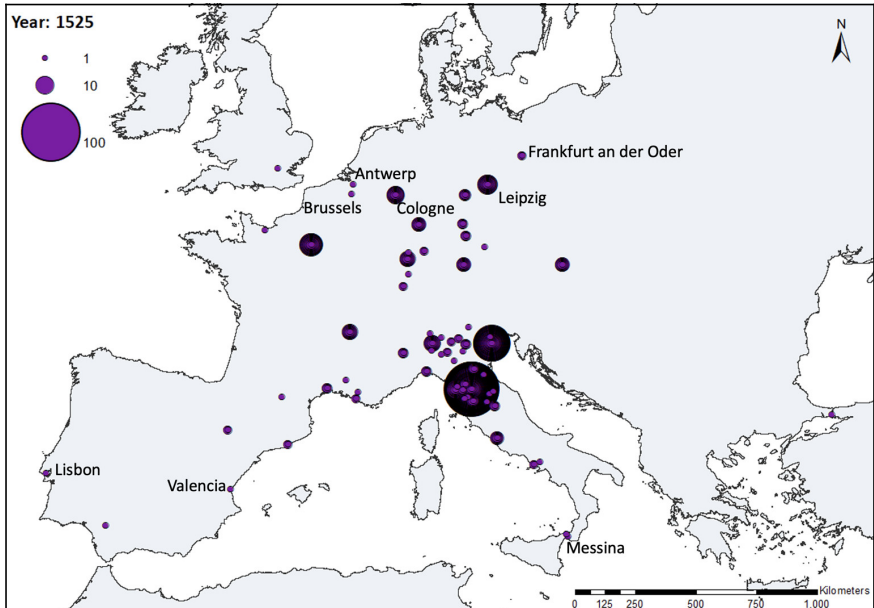 Year: 1525
1
10
100
N
Frankfurt an der Oder
Antwerp
Leipzig
Brussels
Cologne
Lisbon
Valencia
Messina
Kilometers
0 125 250 500 750 1.000